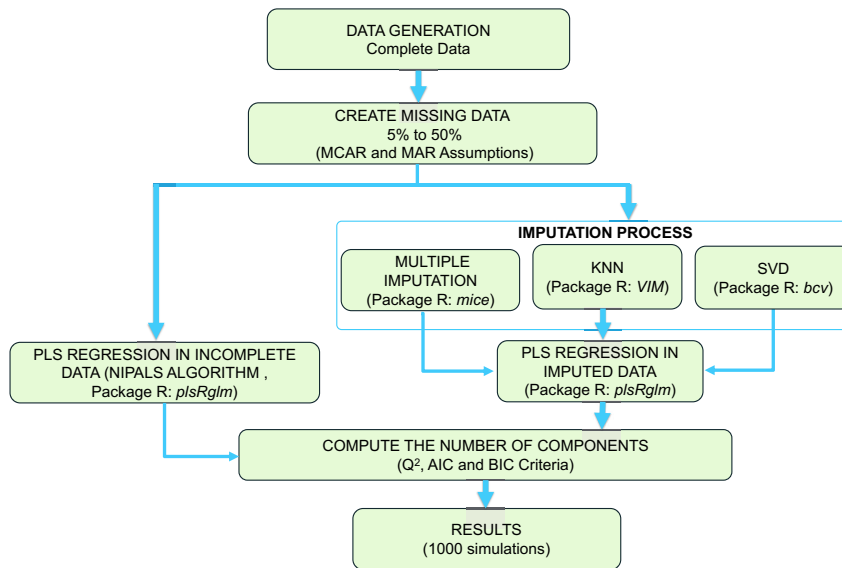 DATA GENERATION
Complete Data
CREATE MISSING DATA
5% to 50%
(MCAR and MAR Assumptions)
IMPUTATION PROCESS
MULTIPLE
IMPUTATION
(Package R: mice)
KNN
(Package R: VIM)
SVD
(Package R: bcv)
PLS REGRESSION IN INCOMPLETE
DATA (NIPALS ALGORITHM ,
Package R: plsRglm)
PLS REGRESSION IN
IMPUTED DATA
(Package R: plsRglm)
COMPUTE THE NUMBER OF COMPONENTS
(Q², AIC and BIC Criteria)
RESULTS
(1000 simulations)